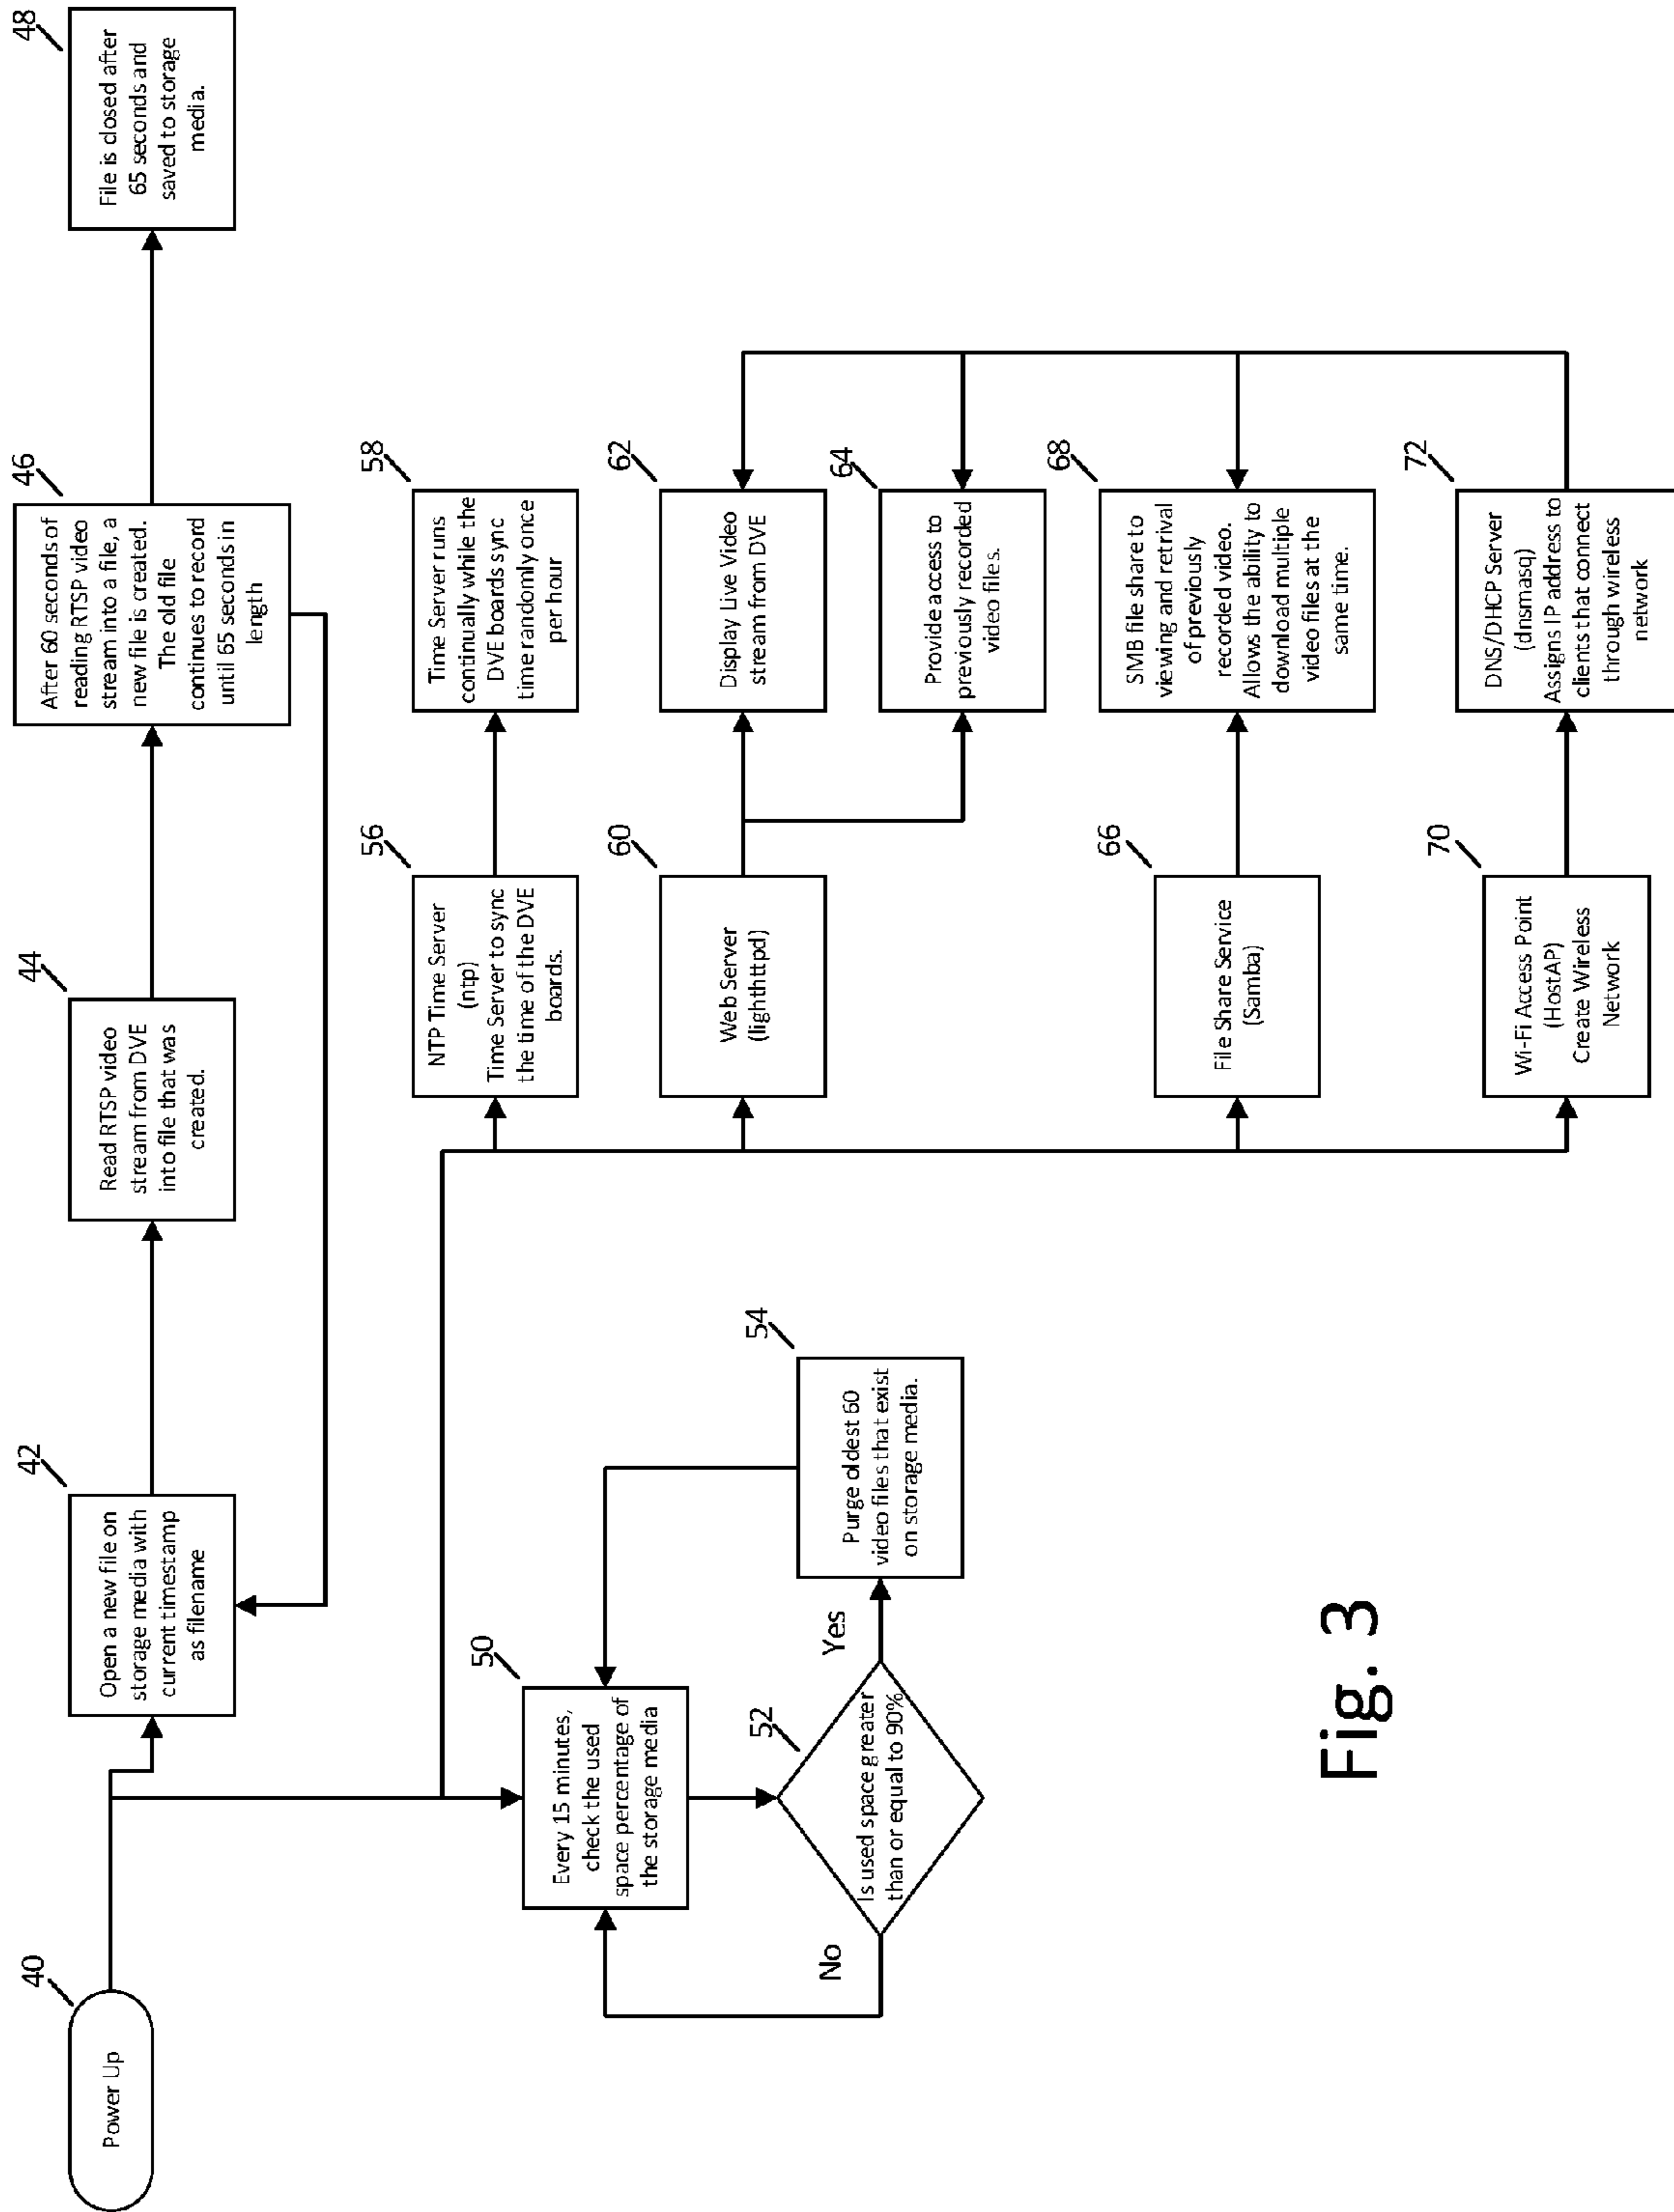 40
Power Up
42
Open a new file on
storage media with
current timestamp
as filename
44
Read RTSP video
stream from DVE
into file that was
created.
46
After 60 seconds of
reading RTSP video
stream into a file, a
new file is created.
The old file
continues to record
until 65 seconds in
length
48
File is closed after
65 seconds and
saved to storage
media.
50
Every 15 minutes,
check the used
space percentage of
the storage media
52
Is used space greater
than or equal to 90%
No
Yes
54
Purge oldest 60
video files that exist
on storage media.
56
NTP Time Server
(ntp)
Time Server to sync
the time of the DVE
boards.
58
Time Server runs
continually while the
DVE boards sync
time randomly once
per hour
60
Web Server
(lighthttpd)
62
Display Live Video
stream from DVE
64
Provide access to
previously recorded
video files.
66
File Share Service
(Samba)
68
SMB file share to
viewing and retrival
of previously
recorded video.
Allows the ability to
download multiple
video files at the
same time.
70
Wi-Fi Access Point
(HostAP)
Create Wireless
Network
72
DNS/DHCP Server
(dnsmasq)
Assigns IP address to
clients that connect
through wireless
network
Fig. 3